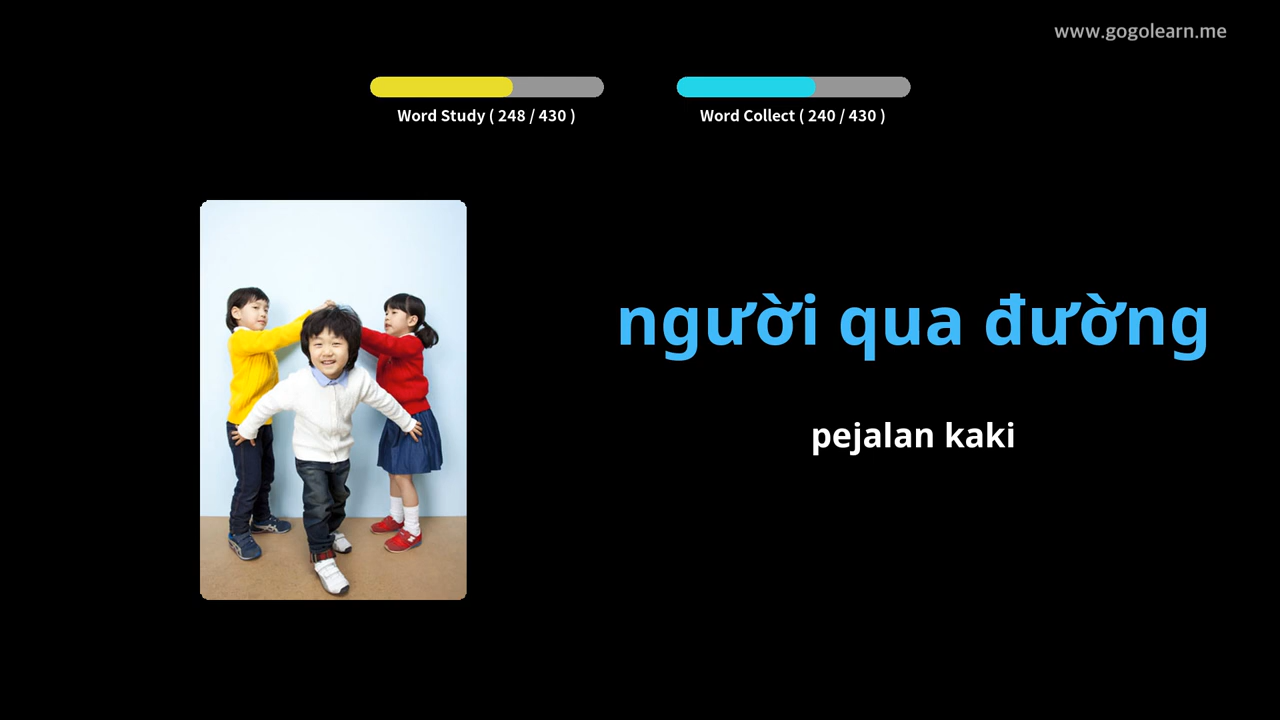 www.gogolearn.me
Word Study ( 248 / 430 )
Word Collect ( 240 / 430 )
người qua đường
pejalan kaki